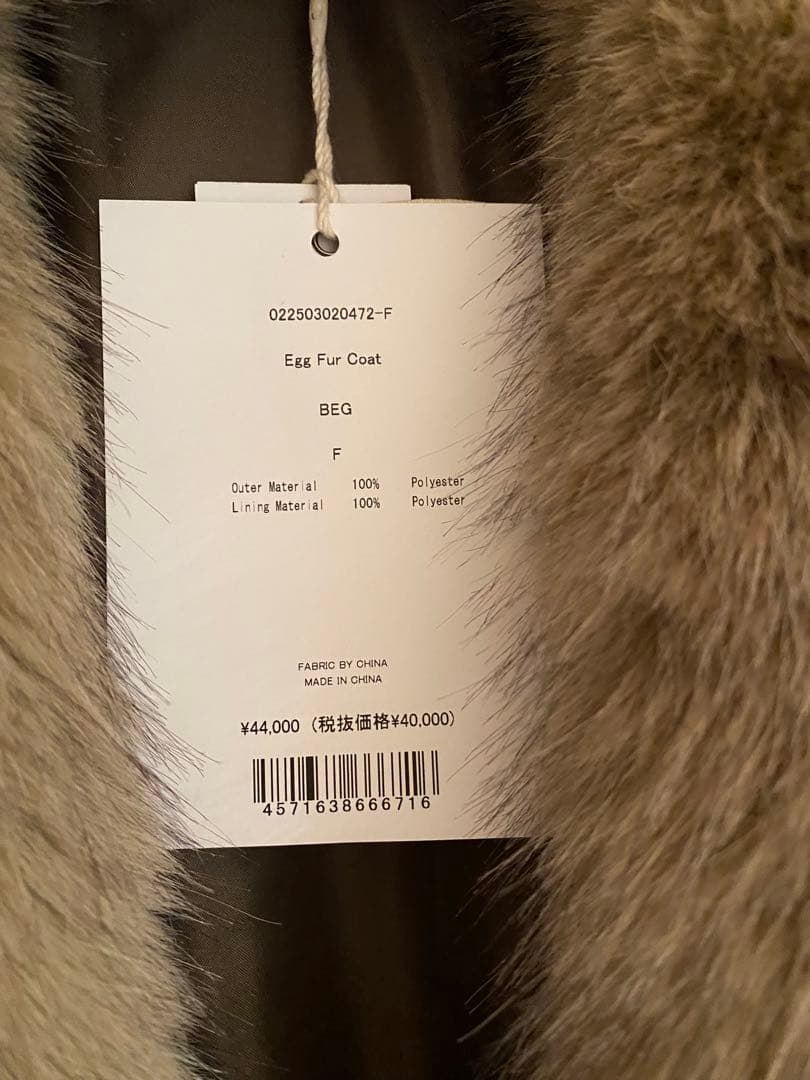 022503020472-F
Egg Fur Coat
BEG
F
Outer Material 100% Polyester
Lining Material 100% Polyester
FABRIC BY CHINA
MADE IN CHINA
¥44,000 (税抜価格¥40,000)
4571638666716